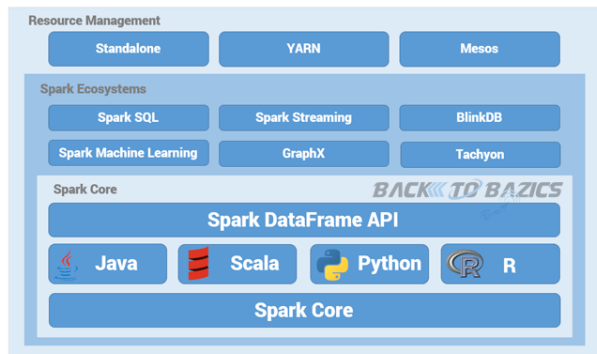 Resource Management
Standalone YARN Mesos
Spark Ecosystems
Spark SQL Spark Streaming BlinkDB
Spark Machine Learning GraphX Tachyon
Spark Core
BACK TO BAZICS
Spark DataFrame API
Java Scala Python R
Spark Core